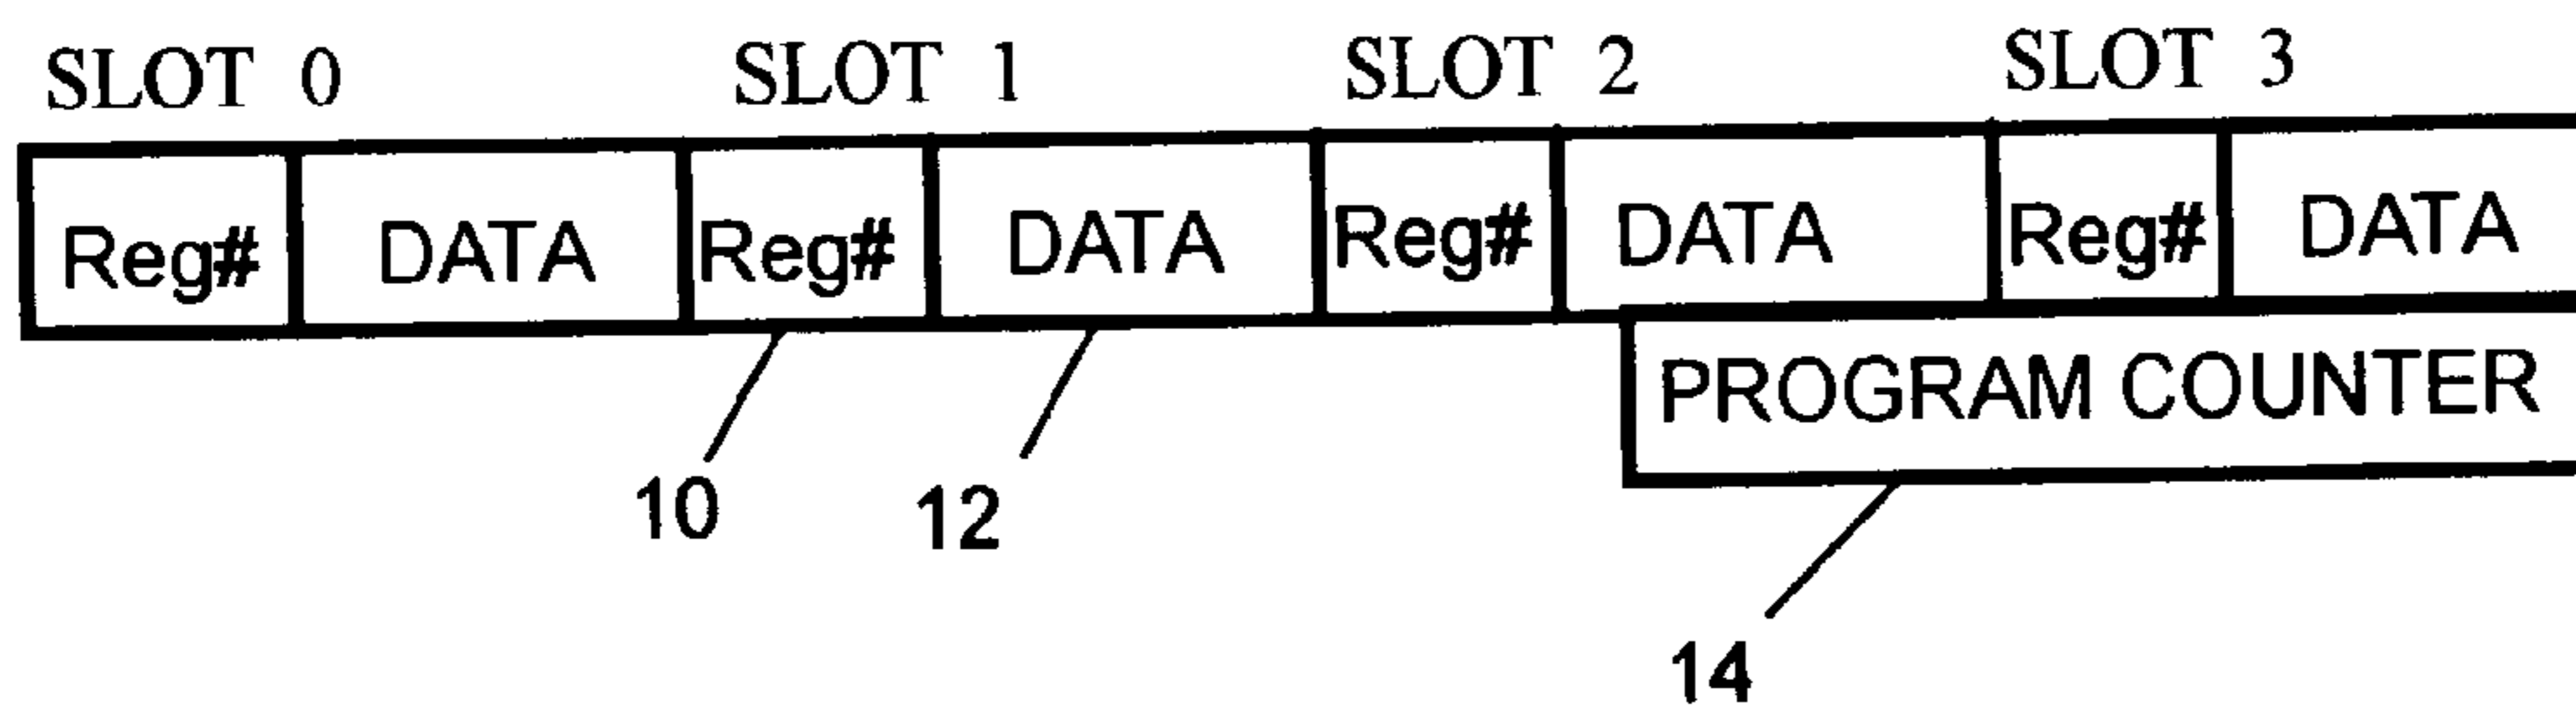 SLOT 0 SLOT 1 SLOT 2 SLOT 3
Reg# DATA Reg# DATA Reg# DATA Reg# DATA
PROGRAM COUNTER
10 12
14